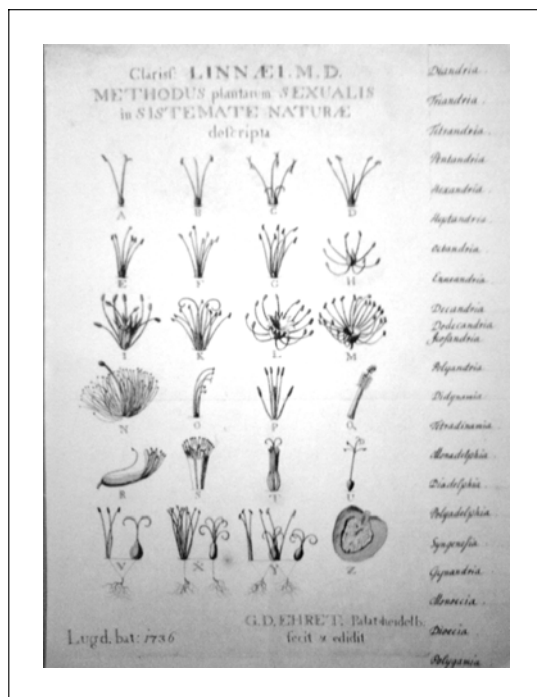 Clariss: LINNÆI. M. D.
METHODUS plantarum SEXUALIS
in SISTEMATE NATURÆ
descripta
A B C D
E F G H
I K L M
N O P Q
R S T U
V X Y Z
Lugd. bat: 1736
G. D. EHRET. Palat-heidelb:
fecit & edidit
Diandria.
Triandria.
Tetrandria.
Pentandria.
Hexandria.
Heptandria.
Octandria.
Enneandria.
Decandria.
Dodecandria
Icosandria.
Polyandria.
Didynamia.
Tetradinamia.
Monadelphia.
Diadelphia.
Polyadelphia.
Syngenesia.
Gynandria.
Monoecia.
Dioecia.
Polygamia.